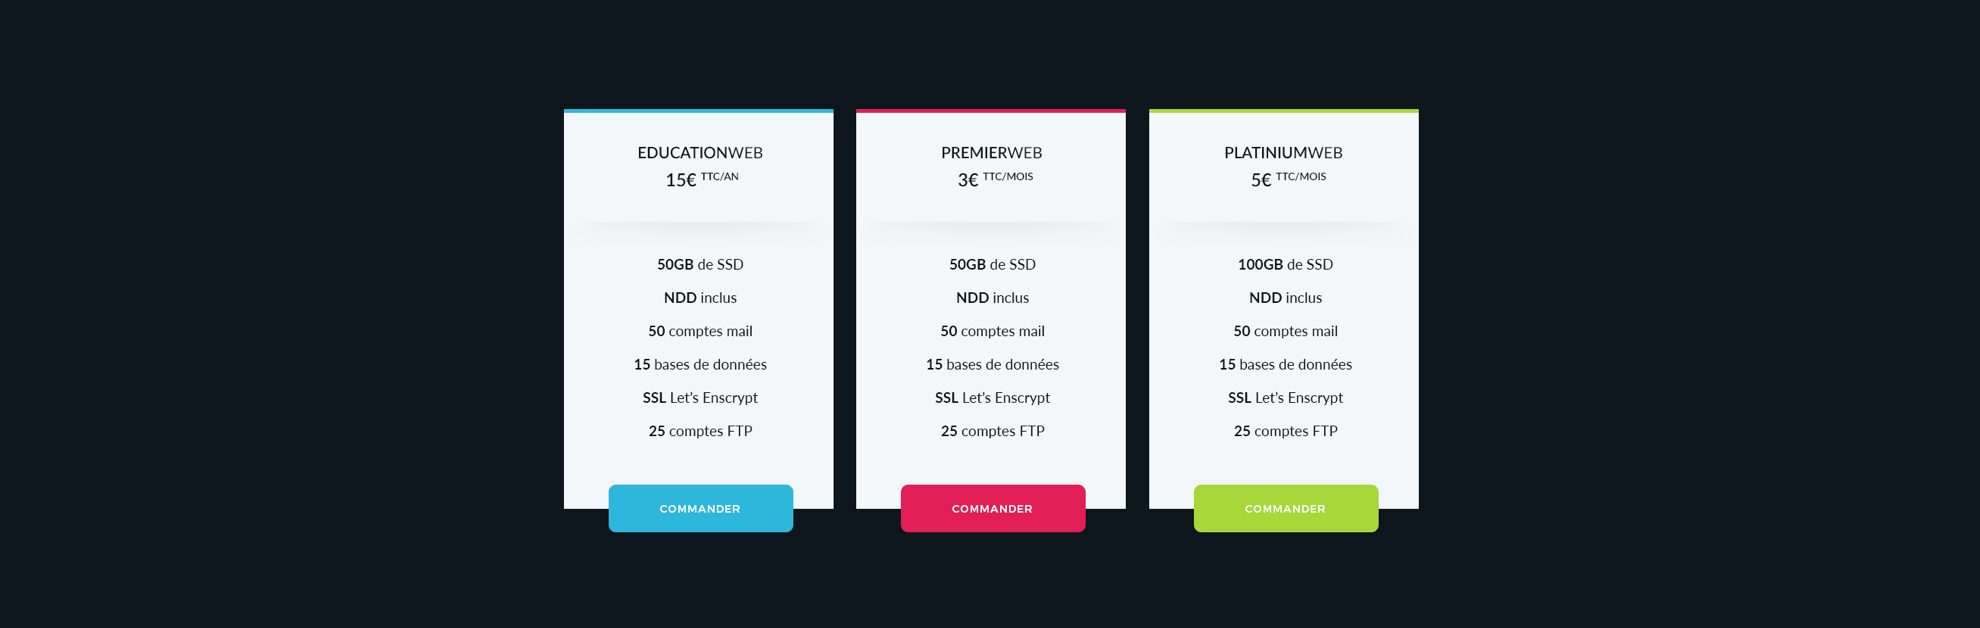 EDUCATIONWEB
15€ TTC/AN
50GB de SSD
NDD inclus
50 comptes mail
15 bases de données
SSL Let’s Enscrypt
25 comptes FTP
COMMANDER
PREMIERWEB
3€ TTC/MOIS
50GB de SSD
NDD inclus
50 comptes mail
15 bases de données
SSL Let’s Enscrypt
25 comptes FTP
COMMANDER
PLATINIUMWEB
5€ TTC/MOIS
100GB de SSD
NDD inclus
50 comptes mail
15 bases de données
SSL Let’s Enscrypt
25 comptes FTP
COMMANDER